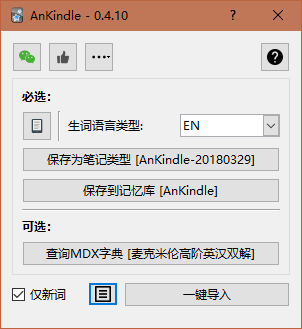 AnKindle - 0.4.10
必选：
生词语言类型:
EN
保存为笔记类型 [AnKindle-20180329]
保存到记忆库 [AnKindle]
可选：
查询MDX字典 [麦克米伦高阶英汉双解]
仅新词
一键导入